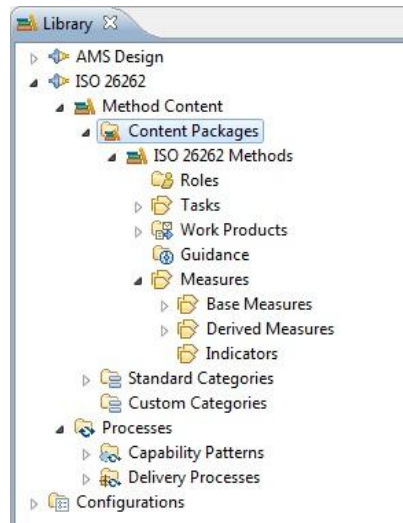 Library
AMS Design
ISO 26262
Method Content
Content Packages
ISO 26262 Methods
Roles
Tasks
Work Products
Guidance
Measures
Base Measures
Derived Measures
Indicators
Standard Categories
Custom Categories
Processes
Capability Patterns
Delivery Processes
Configurations